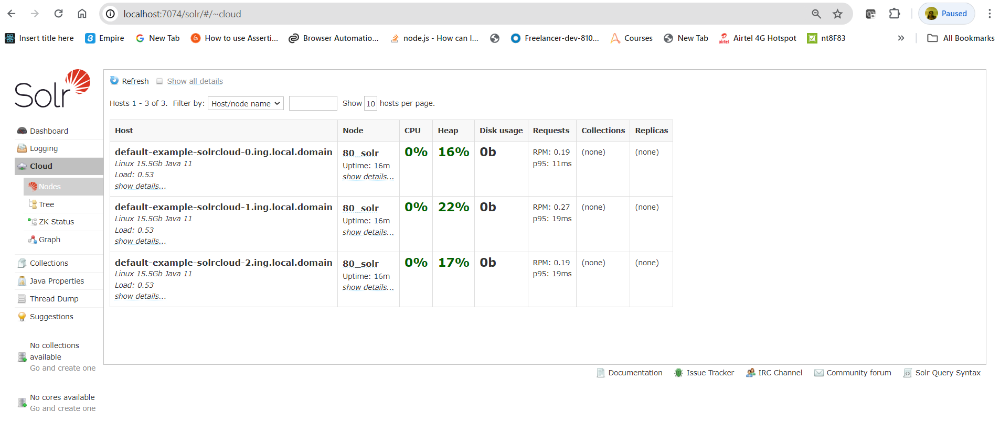 localhost:7074/solr/#/~cloud
Paused
Insert title here
Empire
New Tab
How to use Asserti...
Browser Automatio...
node.js - How can I...
Freelancer-dev-810...
Courses
New Tab
Airtel 4G Hotspot
nt8F83
All Bookmarks
Solr
Dashboard
Logging
Cloud
Nodes
Tree
ZK Status
Graph
Collections
Java Properties
Thread Dump
Suggestions
No collections
available
Go and create one
No cores available
Go and create one
Refresh Show all details
Hosts 1 - 3 of 3. Filter by: Host/node name Show 10 hosts per page.
Host Node CPU Heap Disk usage Requests Collections Replicas
default-example-solrcloud-0.ing.local.domain 80_solr 0% 16% 0b RPM: 0.19 (none) (none)
Linux 15.5Gb Java 11 Uptime: 16m p95: 11ms
Load: 0.53 show details...
show details...
default-example-solrcloud-1.ing.local.domain 80_solr 0% 22% 0b RPM: 0.27 (none) (none)
Linux 15.5Gb Java 11 Uptime: 16m p95: 19ms
Load: 0.53 show details...
show details...
default-example-solrcloud-2.ing.local.domain 80_solr 0% 17% 0b RPM: 0.19 (none) (none)
Linux 15.5Gb Java 11 Uptime: 16m p95: 19ms
Load: 0.53 show details...
show details...
Documentation Issue Tracker IRC Channel Community forum Solr Query Syntax